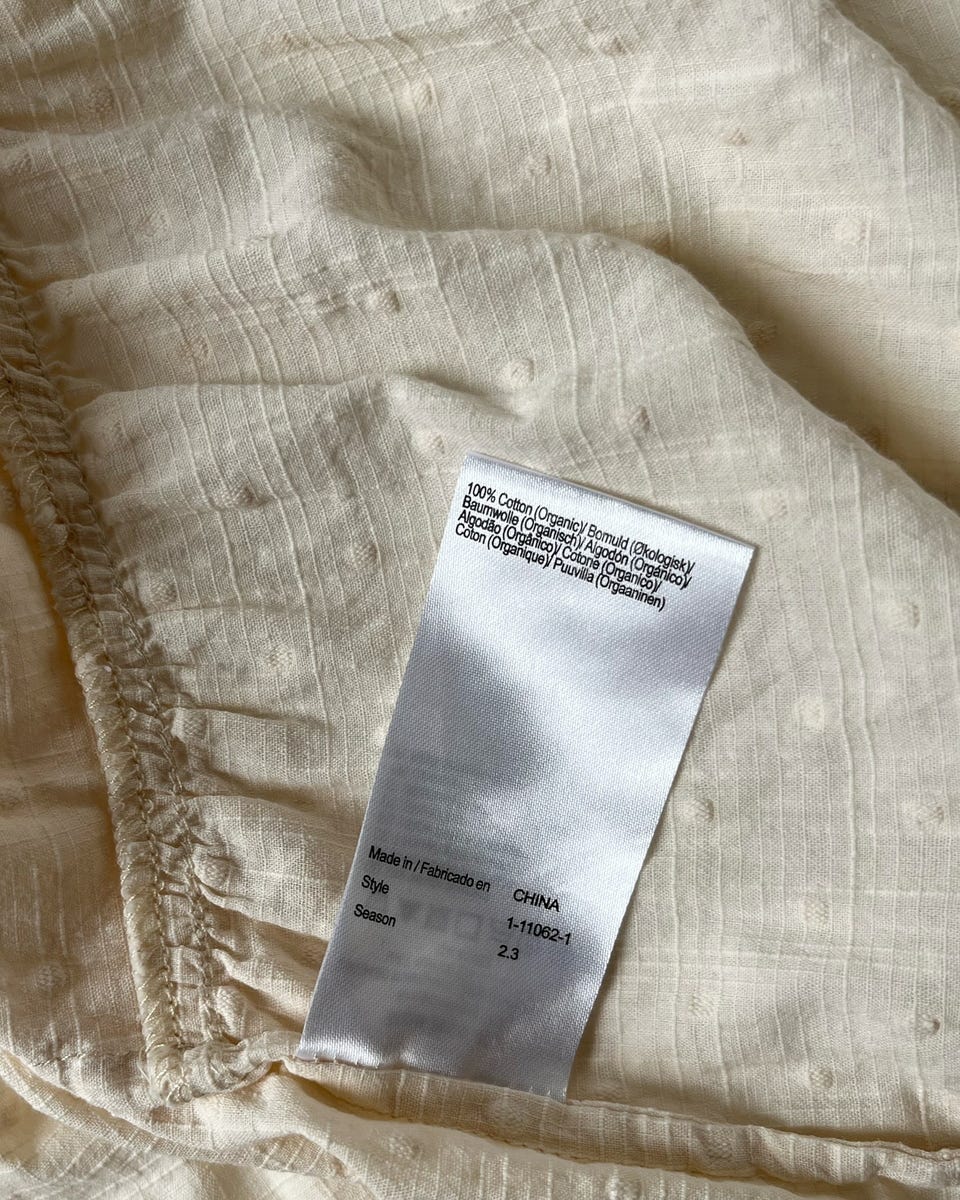 100% Cotton (Organic)/ Bomuld (Økologisk)/
Baumwolle (Organisch)/ Algodón (Orgánico)/
Algodão (Orgânico)/ Cotone (Organico)/
Coton (Organique)/ Puuvilla (Orgaaninen)
Made in / Fabricado en CHINA
Style 1-11062-1
Season 2.3